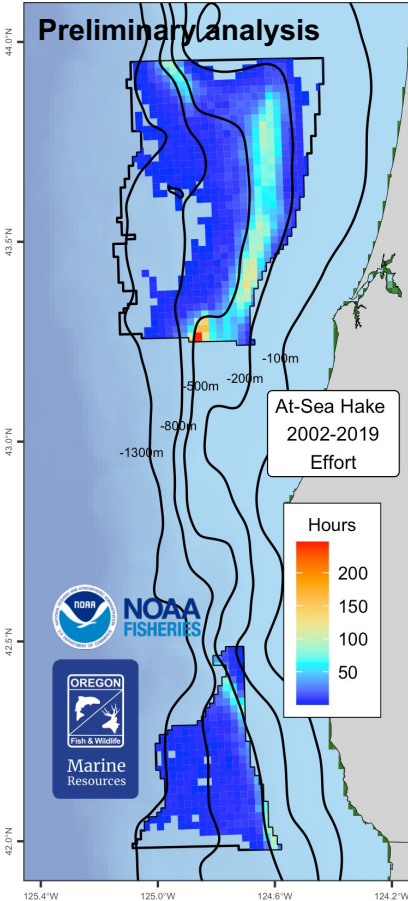 Preliminary analysis
44.0°N
43.5°N
-100m
-200m
-500m
At-Sea Hake
2002-2019
Effort
-800m
43.0°N
-1300m
Hours
200
150
100
50
NOAA
NOAA
FISHERIES
42.5°N
OREGON
Fish & Wildlife
Marine
Resources
42.0°N
125.4°W
125.0°W
124.6°W
124.2°W